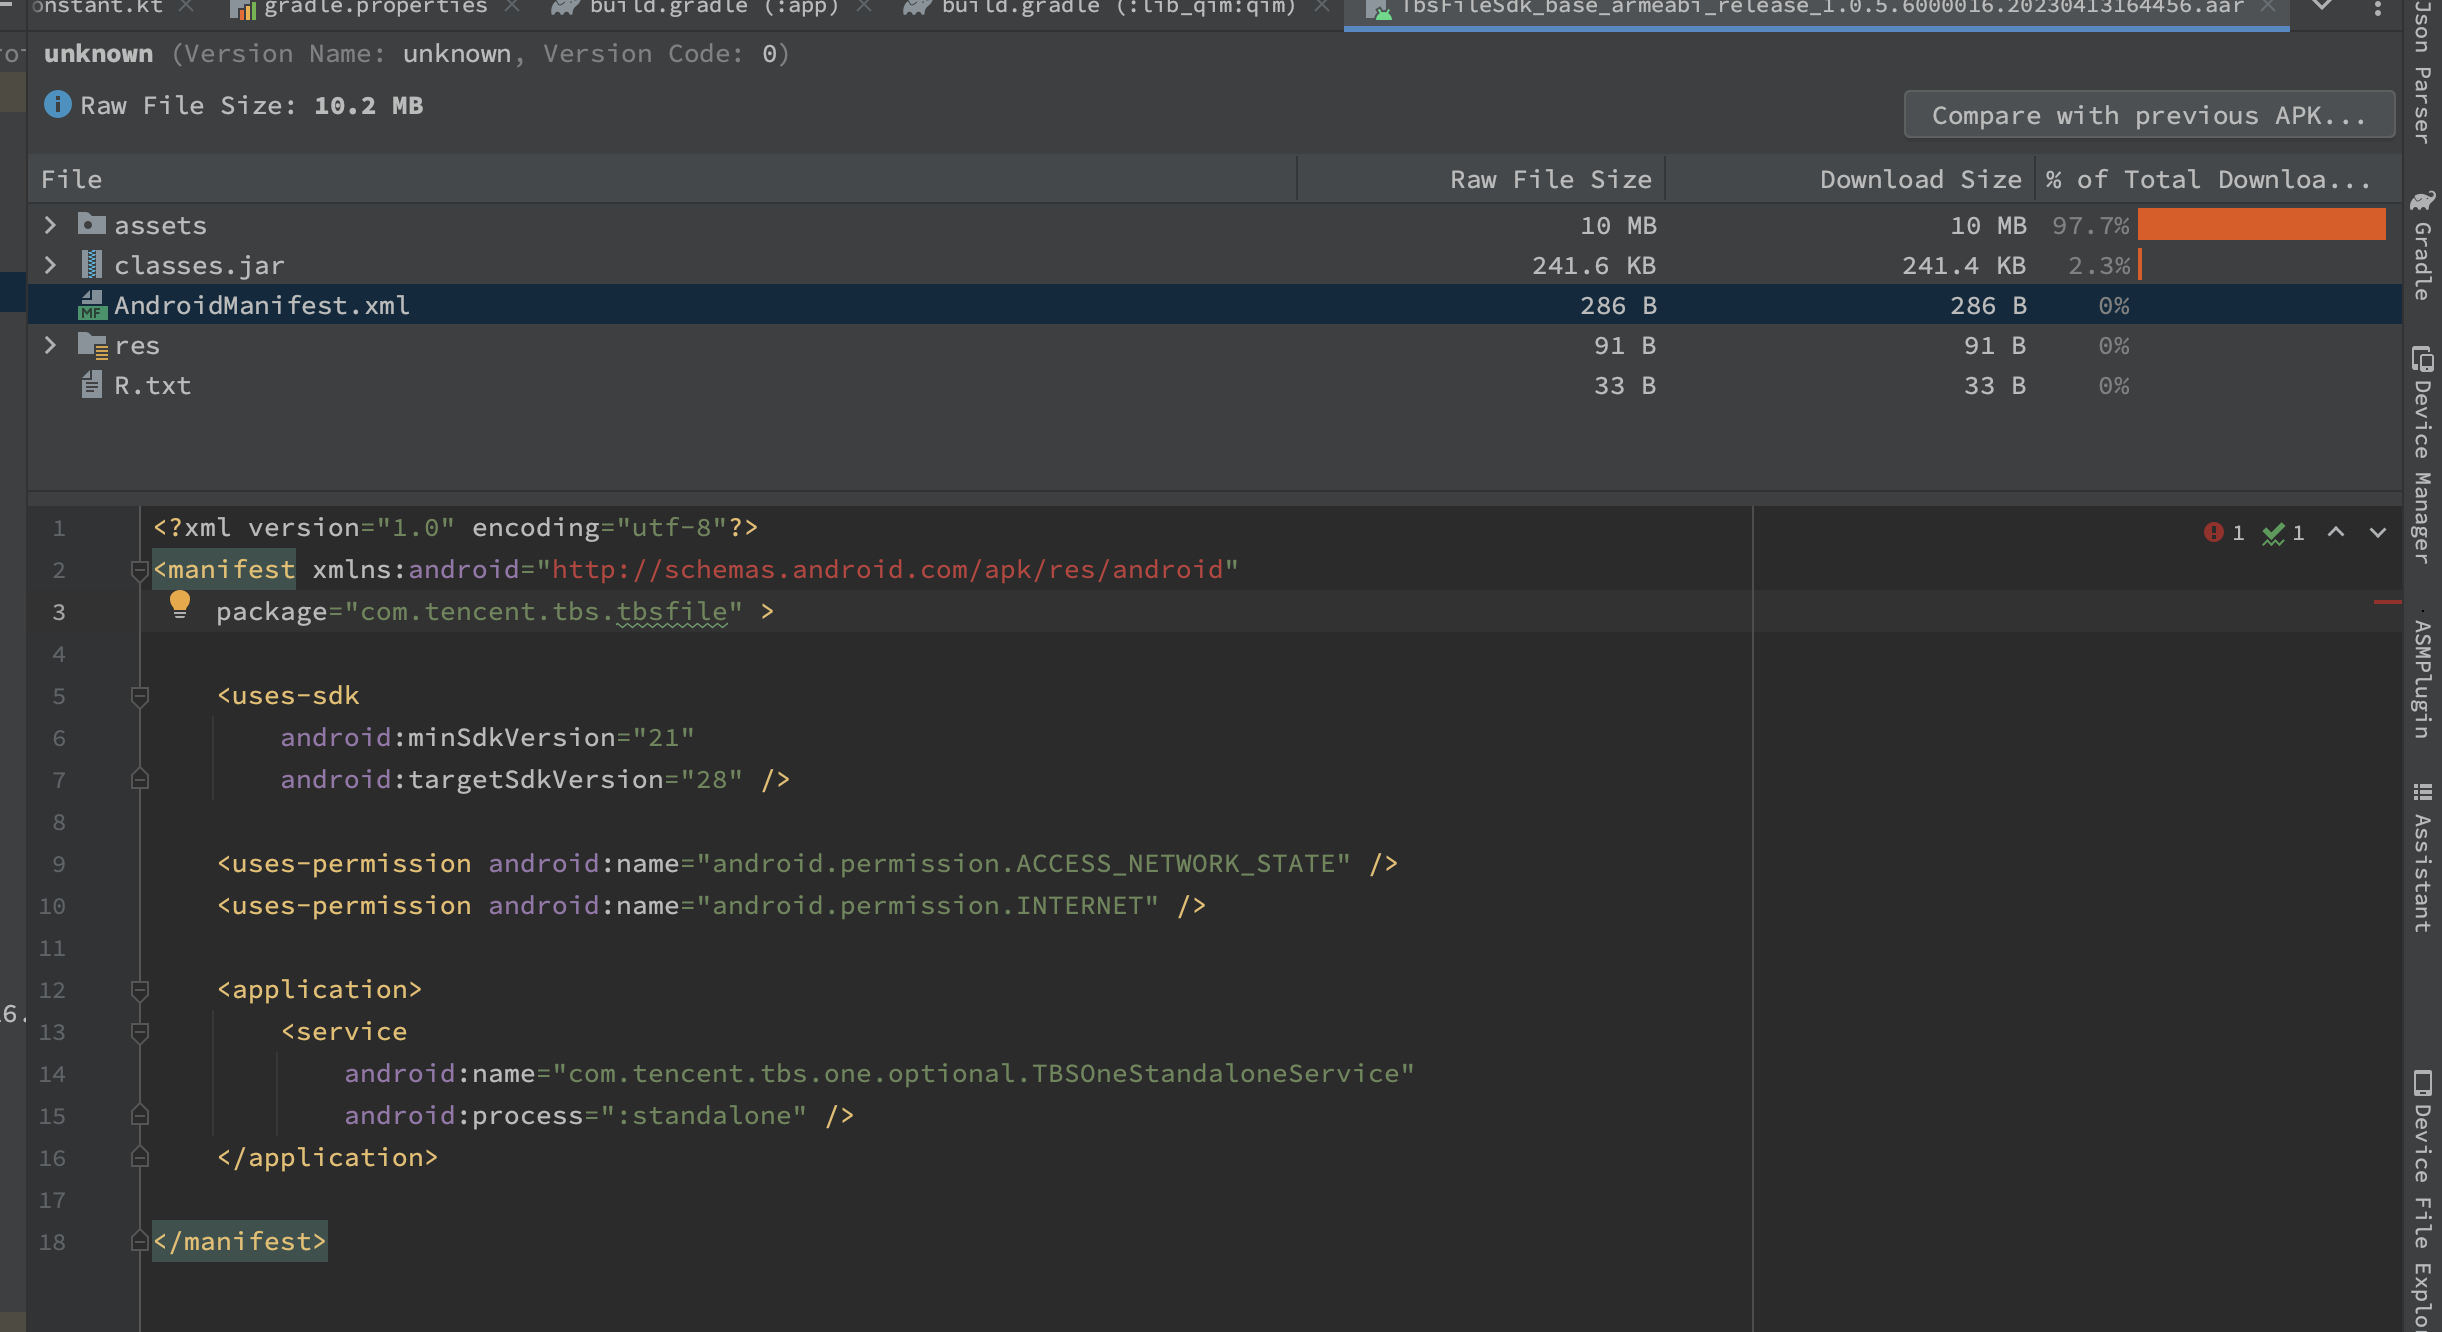 onstant.kt
gradle.properties
build.gradle (:app)
build.gradle (:lib_qim:qim)
TbsFileSdk_base_armeabi_release_1.0.5.6000016.20230413164456.aar
unknown (Version Name: unknown, Version Code: 0)
Raw File Size: 10.2 MB
Compare with previous APK...
File Raw File Size Download Size % of Total Downloa...
assets 10 MB 10 MB 97.7%
classes.jar 241.6 KB 241.4 KB 2.3%
MF AndroidManifest.xml 286 B 286 B 0%
res 91 B 91 B 0%
R.txt 33 B 33 B 0%
1 <?xml version="1.0" encoding="utf-8"?>
1 1
2 <manifest xmlns:android="http://schemas.android.com/apk/res/android"
3 package="com.tencent.tbs.tbsfile" >
4
5 <uses-sdk
6 android:minSdkVersion="21"
7 android:targetSdkVersion="28" />
8
9 <uses-permission android:name="android.permission.ACCESS_NETWORK_STATE" />
10 <uses-permission android:name="android.permission.INTERNET" />
11
12 <application>
6.
13 <service
14 android:name="com.tencent.tbs.one.optional.TBSOneStandaloneService"
15 android:process=":standalone" />
16 </application>
17
18 </manifest>
Json Parser
Gradle
Device Manager
ASMPlugin
Assistant
Device File Explo